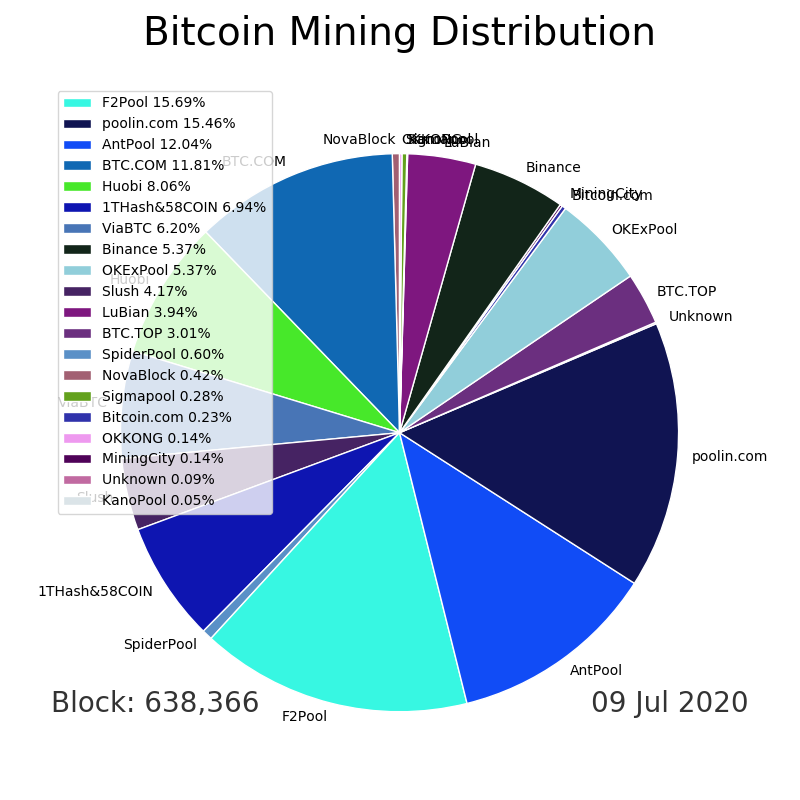 Bitcoin Mining Distribution
F2Pool 15.69%
poolin.com 15.46%
AntPool 12.04%
BTC.COM 11.81%
Huobi 8.06%
1THash&58COIN 6.94%
ViaBTC 6.20%
Binance 5.37%
OKExPool 5.37%
Slush 4.17%
LuBian 3.94%
BTC.TOP 3.01%
SpiderPool 0.60%
NovaBlock 0.42%
Sigmapool 0.28%
Bitcoin.com 0.23%
OKKONG 0.14%
MiningCity 0.14%
Unknown 0.09%
KanoPool 0.05%
NovaBlock
LuBian
BTC.COM
Binance
MiningCity
Bitcoin.com
OKExPool
Huobi
BTC.TOP
Unknown
ViaBTC
poolin.com
Slush
1THash&58COIN
SpiderPool
AntPool
F2Pool
Block: 638,366
09 Jul 2020